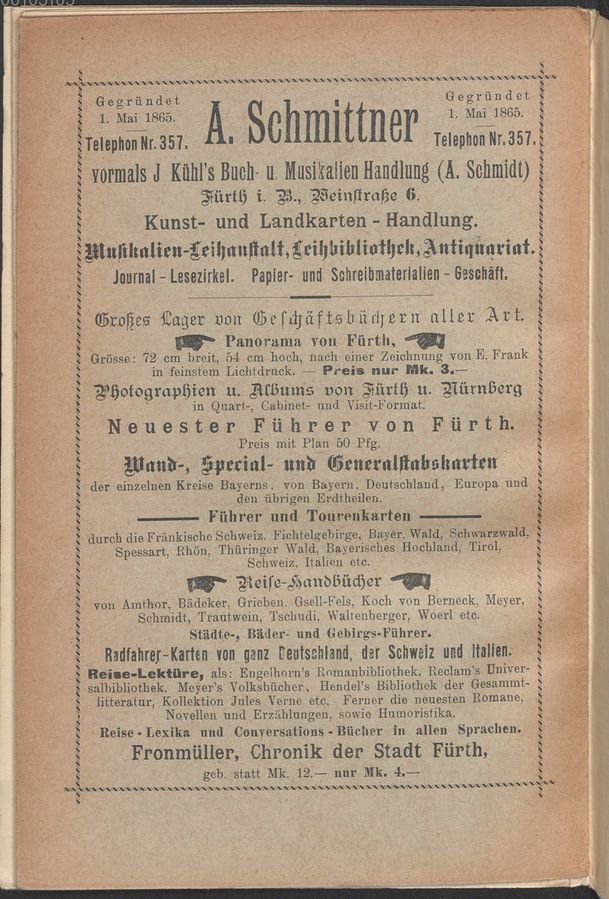 Gegründet
1. Mai 1865.
Telephon Nr. 357.
A. Schmittner
Gegründet
1. Mai 1865.
Telephon Nr. 357.
vormals J Kühl's Buch- u. Musikalien Handlung (A. Schmidt)
Fürth i. B., Weinstraße 6.
Kunst- und Landkarten - Handlung.
Musikalien-Leihanstalt, Leihbibliothek, Antiquariat.
Journal - Lesezirkel. Papier- und Schreibmaterialien - Geschäft.
Großes Lager von Geschäftsbüchern aller Art.
Panorama von Fürth,
Grösse: 72 cm breit, 54 cm hoch, nach einer Zeichnung von E. Frank
in feinstem Lichtdruck. — Preis nur Mk. 3.—
Photographien u. Albums von Fürth u. Nürnberg
in Quart-, Cabinet- und Visit-Format.
Neuester Führer von Fürth.
Preis mit Plan 50 Pfg.
Wand-, Special- und Generalstabskarten
der einzelnen Kreise Bayerns, von Bayern, Deutschland, Europa und
den übrigen Erdtheilen.
Führer und Tourenkarten
durch die Fränkische Schweiz, Fichtelgebirge, Bayer. Wald, Schwarzwald,
Spessart, Rhön, Thüringer Wald, Bayerisches Hochland, Tirol,
Schweiz, Italien etc.
Reise-Handbücher
von Amthor, Bädeker, Grieben, Gsell-Fels, Koch von Berneck, Meyer,
Schmidt, Trautwein, Tschudi, Waltenberger, Woerl etc.
Städte-, Bäder- und Gebirgs-Führer.
Radfahrer-Karten von ganz Deutschland, der Schweiz und Italien.
Reise-Lektüre, als: Engelhorn's Romanbibliothek, Reclam's Univer-
salbibliothek, Meyer's Volksbücher, Hendel's Bibliothek der Gesammt-
litteratur, Kollektion Jules Verne etc. Ferner die neuesten Romane,
Novellen und Erzählungen, sowie Humoristika.
Reise - Lexika und Conversations - Bücher in allen Sprachen.
Fronmüller, Chronik der Stadt Fürth,
geb. statt Mk. 12.— nur Mk. 4.—